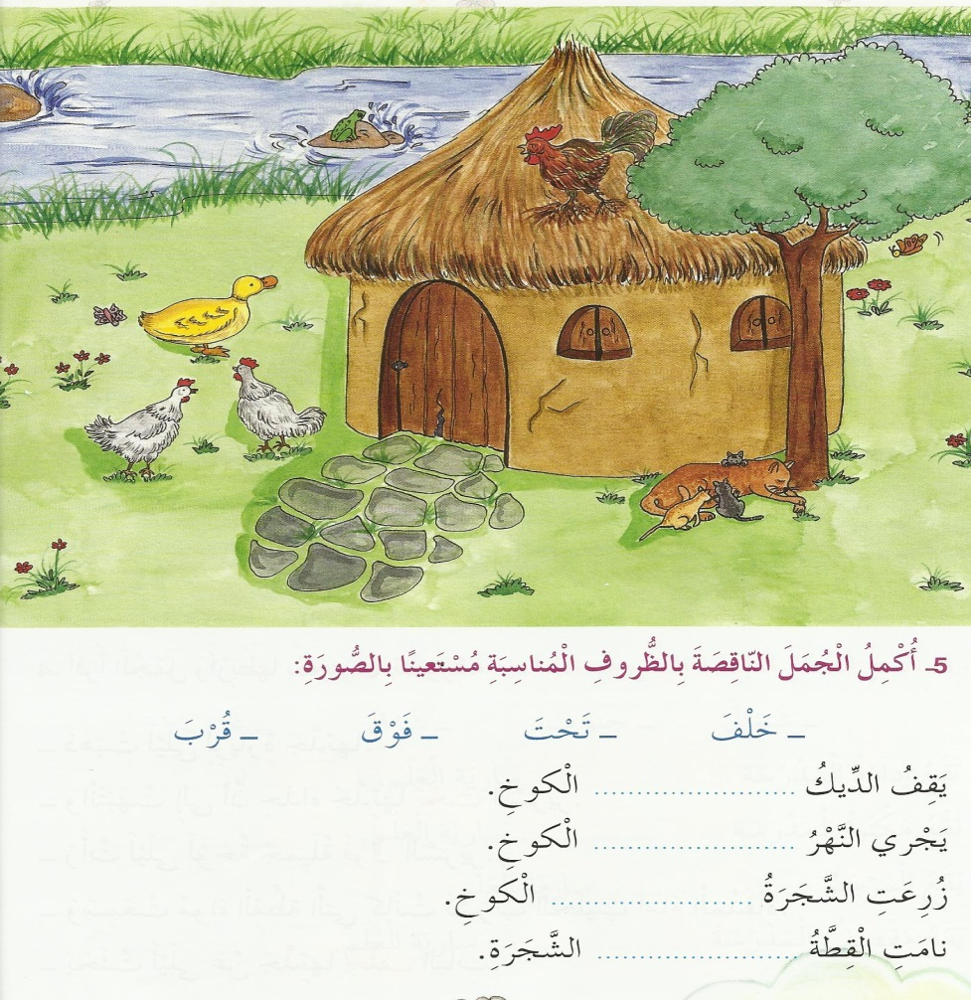 5ـ أُكْمِلُ الْجُمَلَ النّاقِصَةَ بِالظُّروفِ الْمُناسِبَةِ مُسْتَعينًا بِالصُّورَةِ:
ـ خَلْفَ ـ تَحْتَ ـ فَوْقَ ـ قُرْبَ
يَقِفُ الدِّيكُ ........................ الْكوخِ.
يَجْري النَّهْرُ ........................ الْكوخِ.
زُرِعَتِ الشَّجَرَةُ ........................ الْكوخِ.
نامَتِ الْقِطَّةُ ........................ الشَّجَرَةِ.